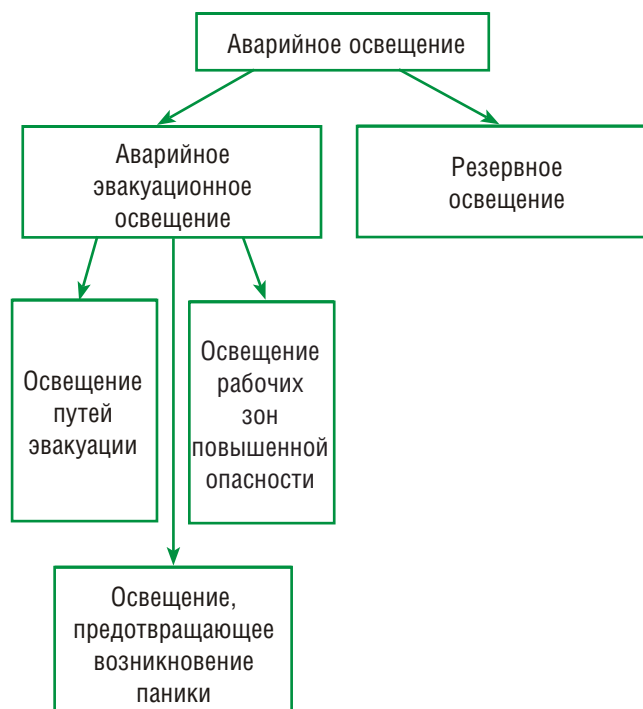 Аварийное освещение
Аварийное
эвакуационное
освещение
Резервное
освещение
Освещение
путей
эвакуации
Освещение
рабочих
зон
повышенной
опасности
Освещение,
предотвращающее
возникновение
паники